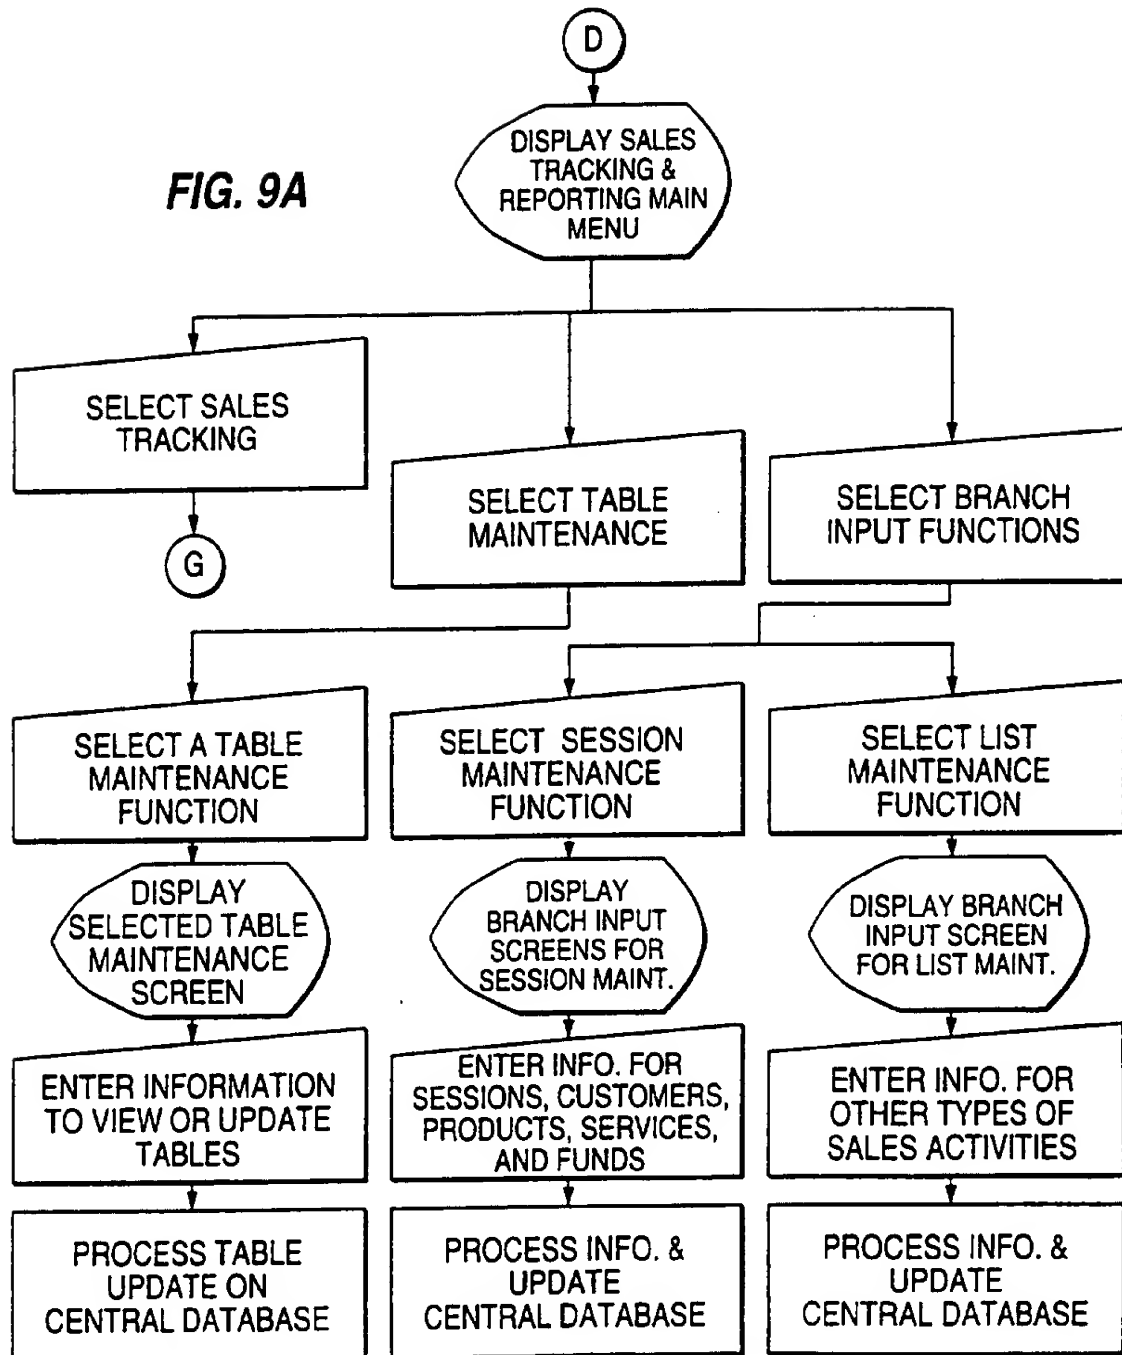 D
DISPLAY SALES
TRACKING &
REPORTING MAIN
MENU
FIG. 9A
SELECT SALES
TRACKING
G
SELECT TABLE
MAINTENANCE
SELECT BRANCH
INPUT FUNCTIONS
SELECT A TABLE
MAINTENANCE
FUNCTION
SELECT SESSION
MAINTENANCE
FUNCTION
SELECT LIST
MAINTENANCE
FUNCTION
DISPLAY
SELECTED TABLE
MAINTENANCE
SCREEN
DISPLAY
BRANCH INPUT
SCREENS FOR
SESSION MAINT.
DISPLAY BRANCH
INPUT SCREEN
FOR LIST MAINT.
ENTER INFORMATION
TO VIEW OR UPDATE
TABLES
ENTER INFO. FOR
SESSIONS, CUSTOMERS,
PRODUCTS, SERVICES,
AND FUNDS
ENTER INFO. FOR
OTHER TYPES OF
SALES ACTIVITIES
PROCESS TABLE
UPDATE ON
CENTRAL DATABASE
PROCESS INFO. &
UPDATE
CENTRAL DATABASE
PROCESS INFO. &
UPDATE
CENTRAL DATABASE